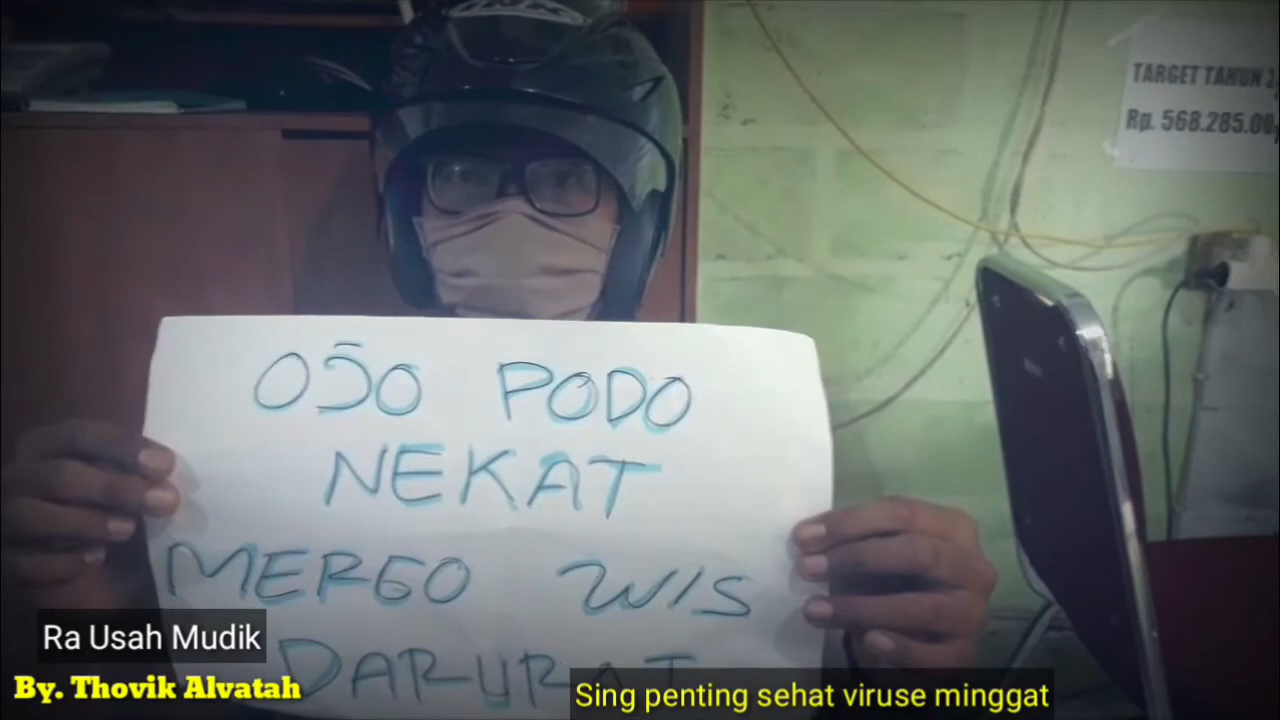 TARGET TAHUN
Rp. 568.285.00
OJO PODO
NEKAT
MERGO WIS
DARURAT
Ra Usah Mudik
By. Thovik Alvatah
Sing penting sehat viruse minggat